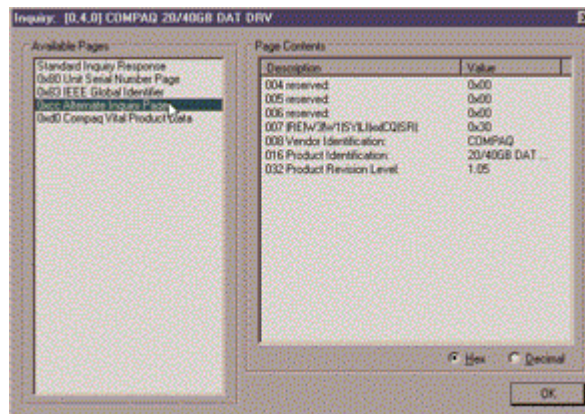 Inquiry: [0,4,0] COMPAQ 20/40GB DAT DRV
Available Pages
Standard Inquiry Response
0x80 Unit Serial Number Page
0x83 IEEE Global Identifier
0xcc Alternate Inquiry Page
0xd0 Compaq Vital Product Data
Page Contents
Description Value
004 reserved: 0x00
005 reserved: 0x00
006 reserved: 0x00
007 0x30
008 Vendor Identification: COMPAQ
016 Product Identification: 20/40GB DAT ...
032 Product Revision Level: 1.05
Hex Decimal
OK